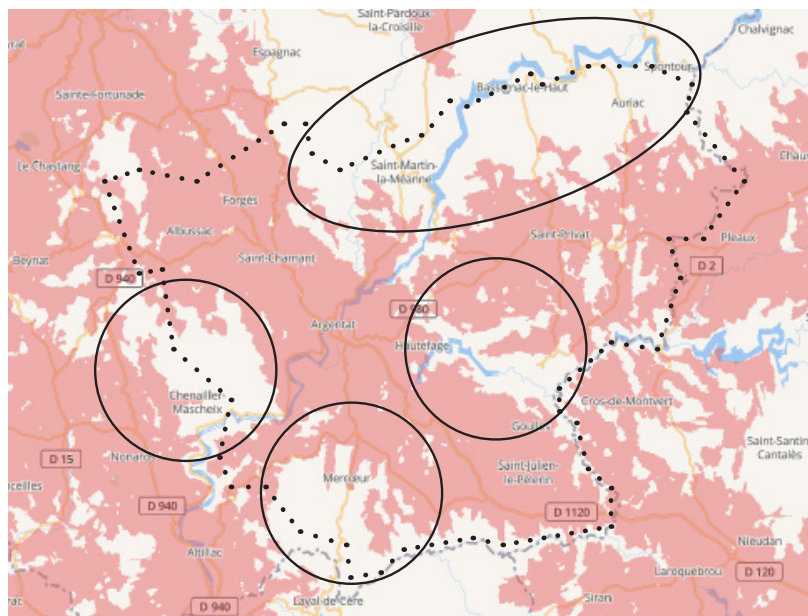 Saint-Pardoux
la-Croisille
Chalvignac
Espagnac
Spontour
Bassignac-le-Haut
Sainte-Fortunade
Auriac
Saint-Martin
la-Méanne
Le Chastang
Forgès
Albussac
Saint-Privat
Pleaux
Beynat
Saint-Chamant
D 940
D 2
D 980
Argentat
Hautefage
Chenailler-
Mascheix
Cros-de-Montvert
Goulles
D 15
Nonards
Saint-Julien
le-Pèlerin
Saint-Santin
Cantalès
Mercœur
D 940
D 1120
Altillac
Nieudan
Laroquebrou
D 120
Siran
Laval-de-Cère
D 940